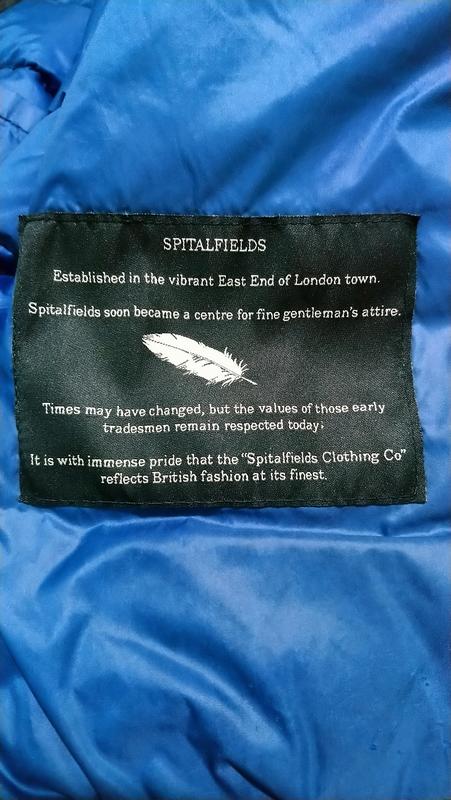 SPITALFIELDS
Established in the vibrant East End of London town.
Spitalfields soon became a centre for fine gentleman's attire.
Times may have changed, but the values of those early
tradesmen remain respected today;
It is with immense pride that the "Spitalfields Clothing Co"
reflects British fashion at its finest.